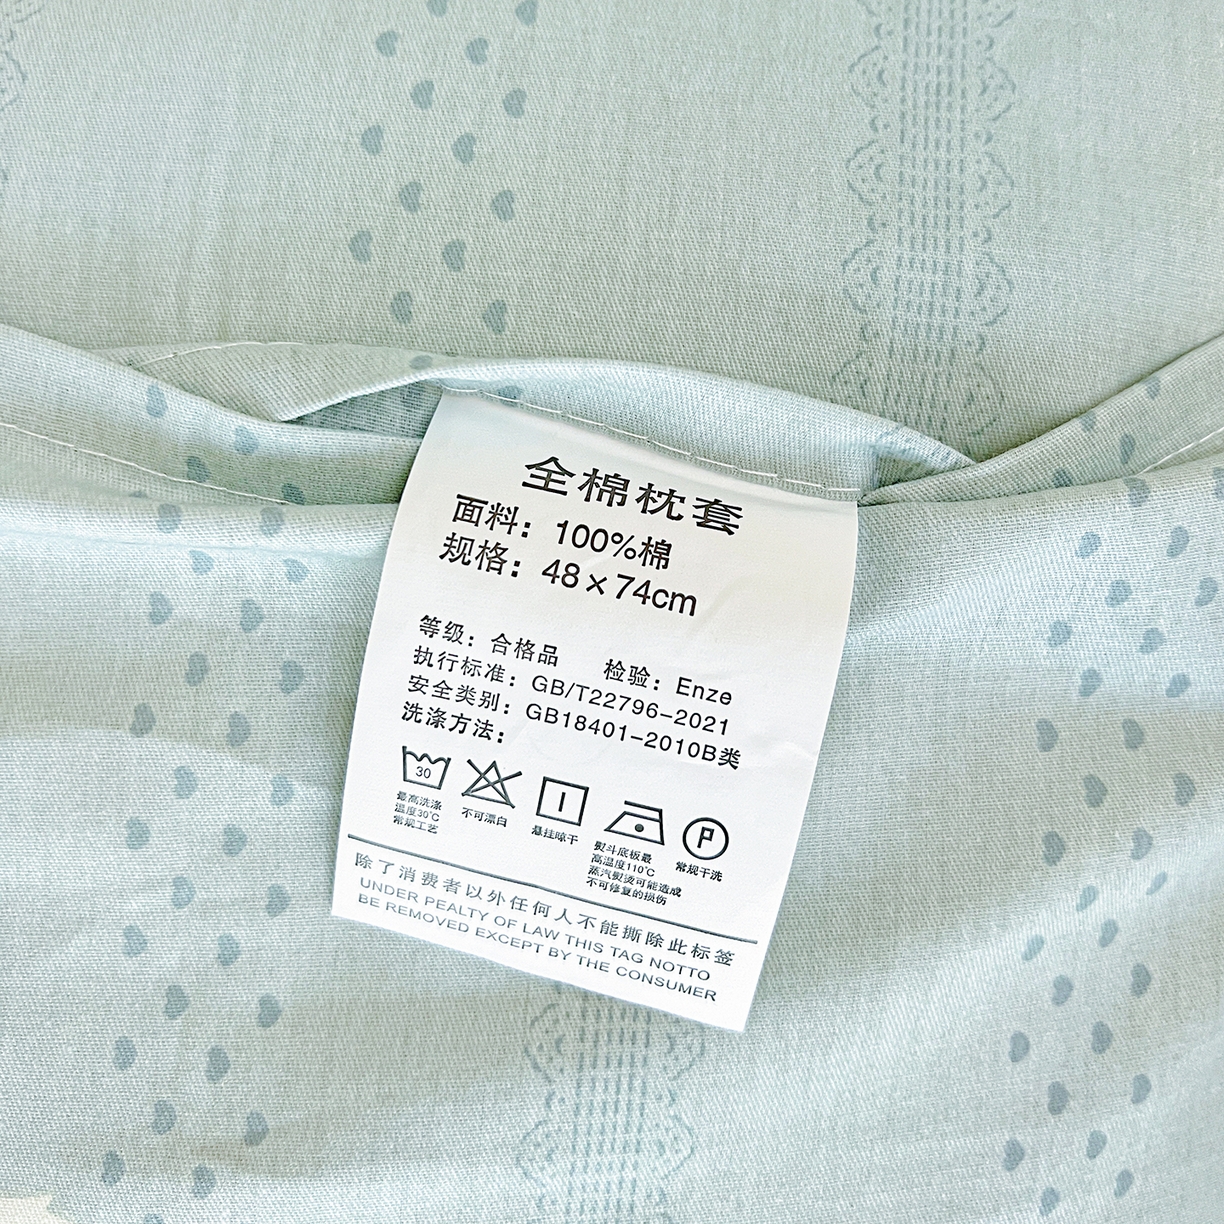 全棉枕套
面料：100%棉
规格：48×74cm
等级：合格品 检验：Enze
执行标准：GB/T22796-2021
安全类别：GB18401-2010B类
洗涤方法：
30
P
最高洗涤
温度30℃
常规工艺
不可漂白
悬挂晾干
熨斗底板最
高温度110℃
蒸汽熨烫可能造成
不可修复的损伤
常规干洗
除了消费者以外任何人不能撕除此标签
UNDER PEALTY OF LAW THIS TAG NOTTO
BE REMOVED EXCEPT BY THE CONSUMER